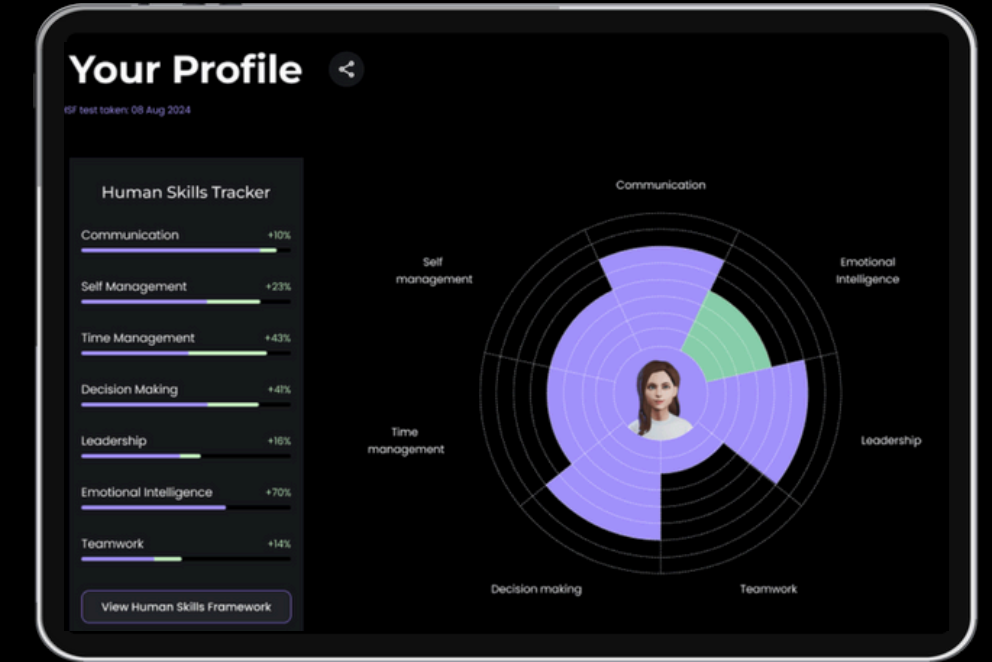 Your Profile
HSF test taken: 08 Aug 2024
Human Skills Tracker
Communication +10%
Self Management +23%
Time Management +43%
Decision Making +41%
Leadership +16%
Emotional Intelligence +70%
Teamwork +14%
View Human Skills Framework
Communication
Self
management
Emotional
Intelligence
Time
management
Leadership
Decision making
Teamwork